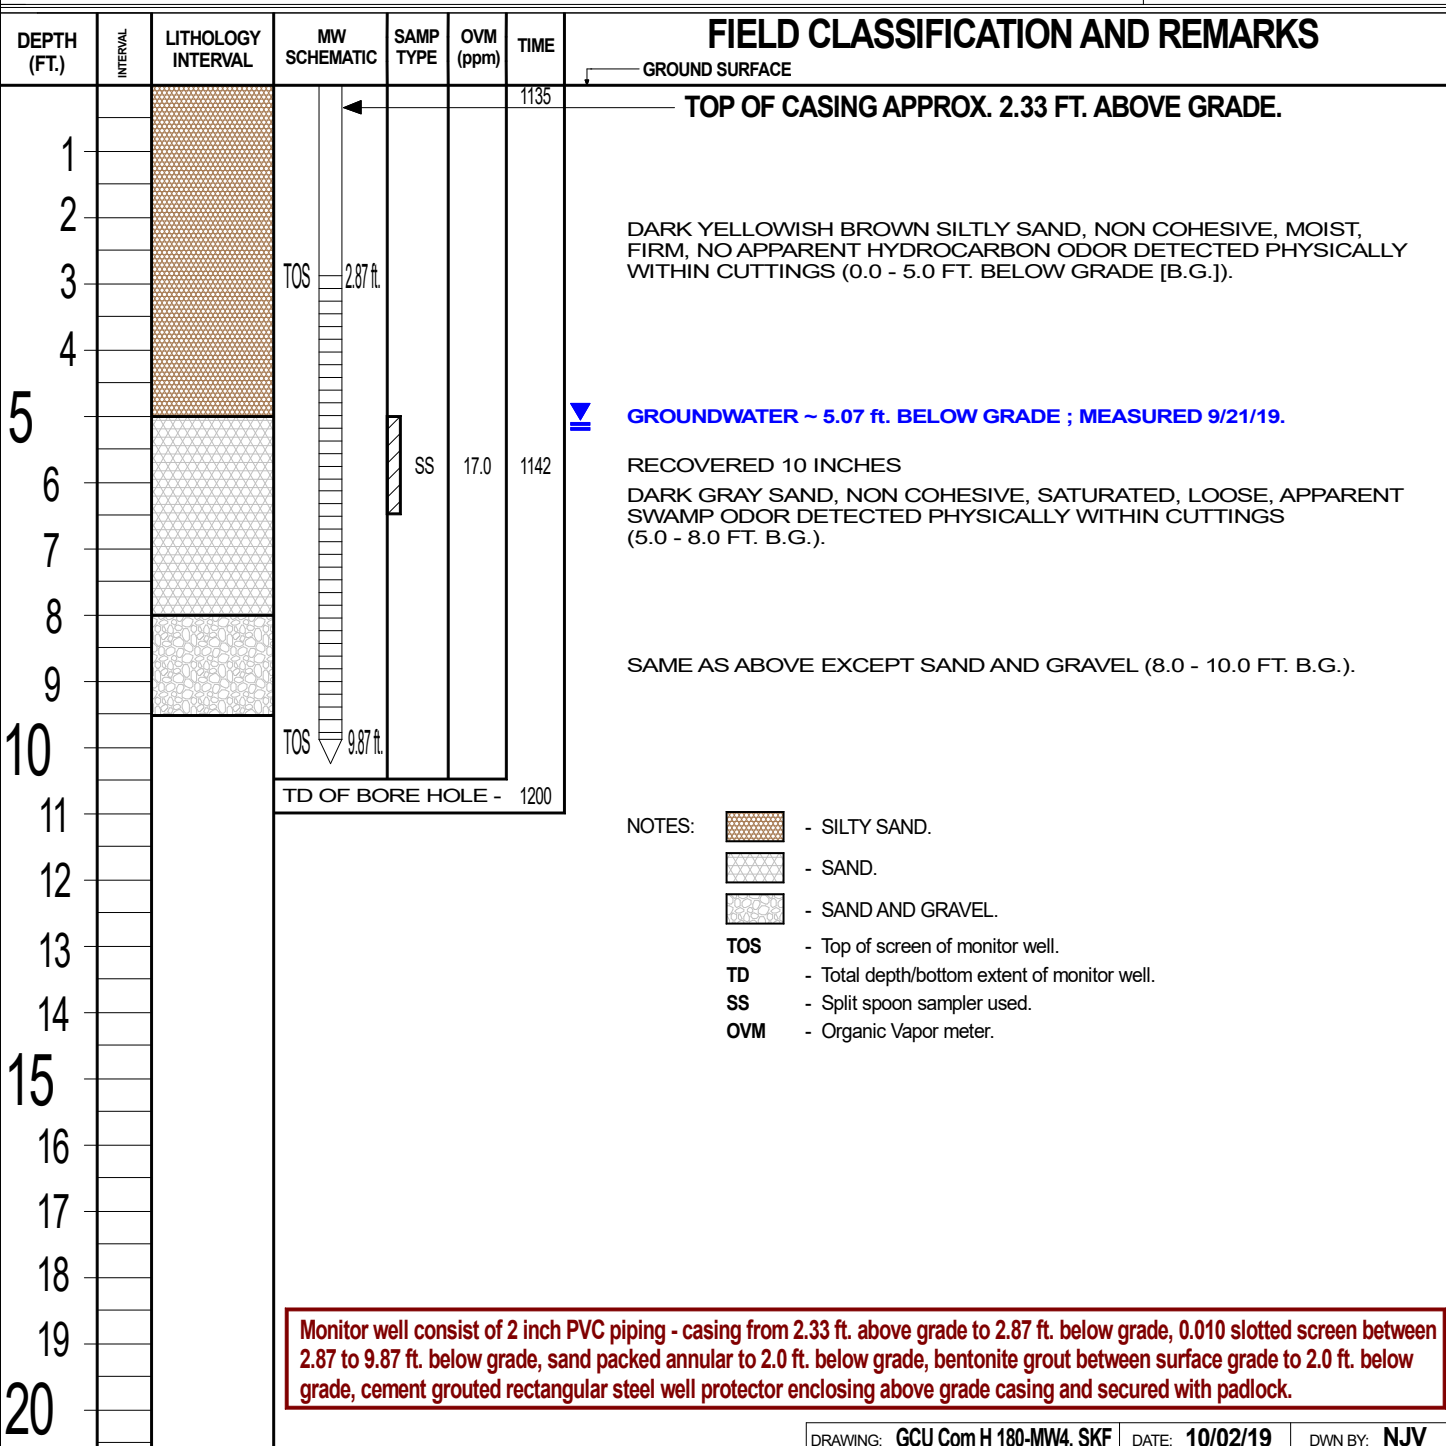 DEPTH (FT.)
INTERVAL
LITHOLOGY INTERVAL
MW SCHEMATIC
SAMP TYPE
OVM (ppm)
TIME
FIELD CLASSIFICATION AND REMARKS
GROUND SURFACE
1135
TOP OF CASING APPROX. 2.33 FT. ABOVE GRADE.
1
2
DARK YELLOWISH BROWN SILTLY SAND, NON COHESIVE, MOIST,
FIRM, NO APPARENT HYDROCARBON ODOR DETECTED PHYSICALLY
WITHIN CUTTINGS (0.0 - 5.0 FT. BELOW GRADE [B.G.]).
TOS 2.87 ft.
3
4
5
GROUNDWATER ~ 5.07 ft. BELOW GRADE ; MEASURED 9/21/19.
SS 17.0 1142
RECOVERED 10 INCHES
6
DARK GRAY SAND, NON COHESIVE, SATURATED, LOOSE, APPARENT
SWAMP ODOR DETECTED PHYSICALLY WITHIN CUTTINGS
(5.0 - 8.0 FT. B.G.).
7
8
SAME AS ABOVE EXCEPT SAND AND GRAVEL (8.0 - 10.0 FT. B.G.).
9
TOS 9.87 ft.
10
TD OF BORE HOLE - 1200
11
NOTES: - SILTY SAND.
12
- SAND.
- SAND AND GRAVEL.
13
TOS - Top of screen of monitor well.
TD - Total depth/bottom extent of monitor well.
14
SS - Split spoon sampler used.
OVM - Organic Vapor meter.
15
16
17
18
19
20
Monitor well consist of 2 inch PVC piping - casing from 2.33 ft. above grade to 2.87 ft. below grade, 0.010 slotted screen between
2.87 to 9.87 ft. below grade, sand packed annular to 2.0 ft. below grade, bentonite grout between surface grade to 2.0 ft. below
grade, cement grouted rectangular steel well protector enclosing above grade casing and secured with padlock.
DRAWING: GCU Com H 180-MW4. SKF DATE: 10/02/19 DWN BY: NJV